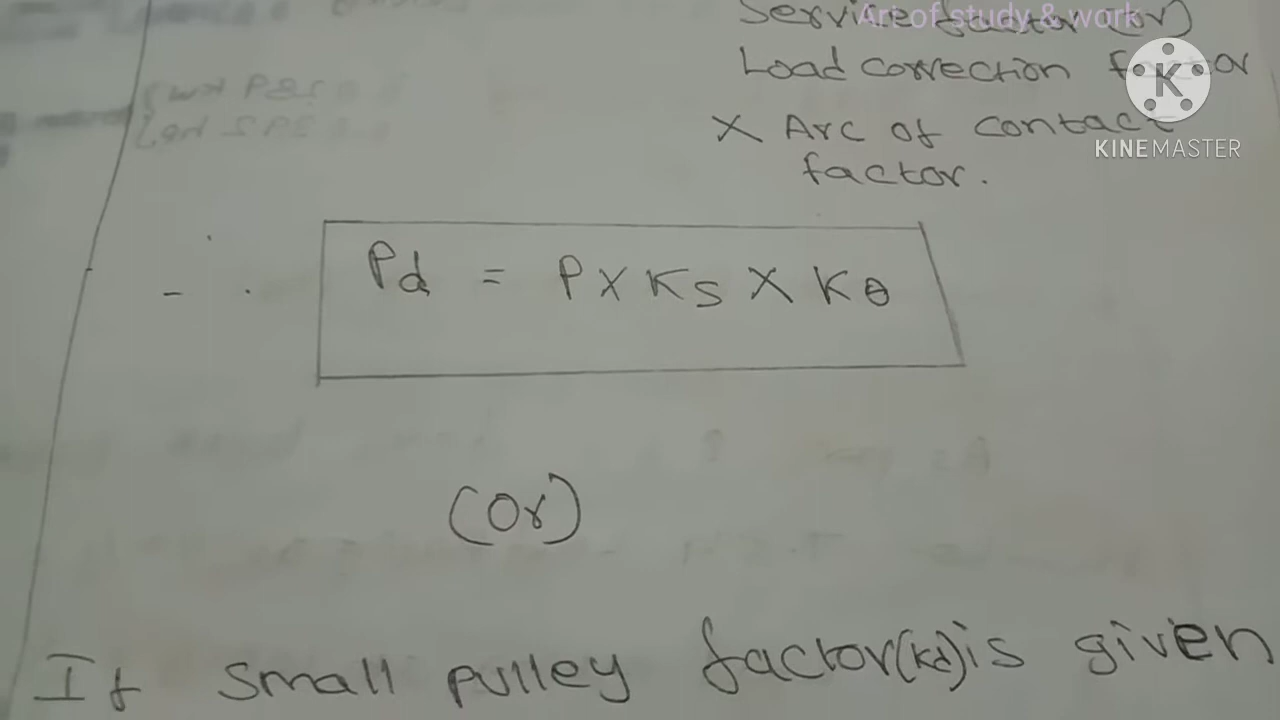 Service factor (or)
Art of study & work
Load correction factor
X Arc of contact
factor.
KINEMASTER
Pd = P X Ks X Kθ
(Or)
If small pulley factor(Kd) is given